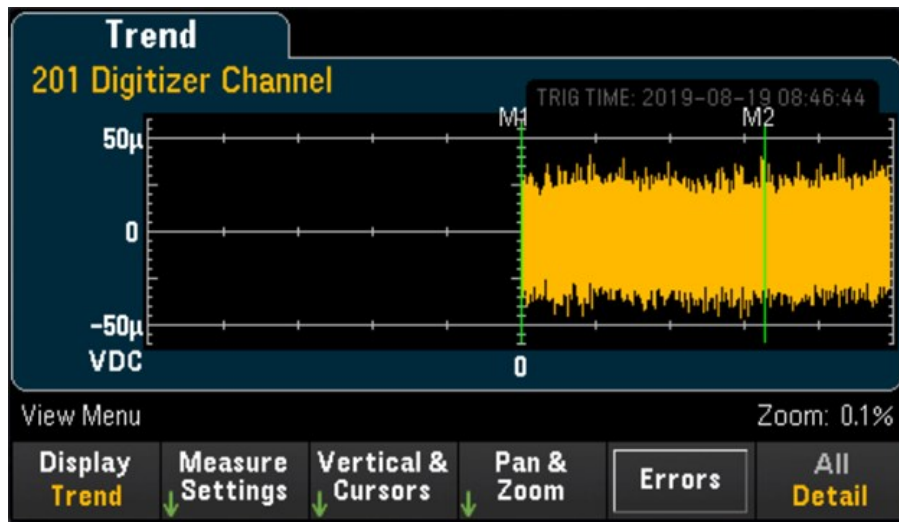 Trend
201 Digitizer Channel
TRIG TIME: 2019-08-19 08:46:44
M1
M2
50µ
0
-50µ
VDC
0
View Menu
Zoom: 0.1%
Display
Trend
Measure
Settings
Vertical &
Cursors
Pan &
Zoom
Errors
All
Detail